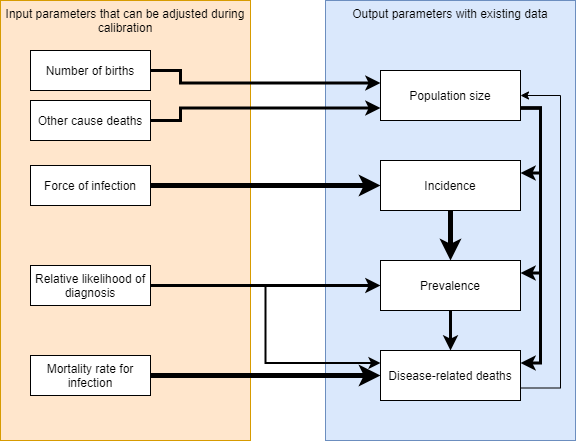 Input parameters that can be adjusted during
calibration
Output parameters with existing data
Number of births
Other cause deaths
Population size
Force of infection
Incidence
Relative likelihood of
diagnosis
Prevalence
Mortality rate for
infection
Disease-related deaths